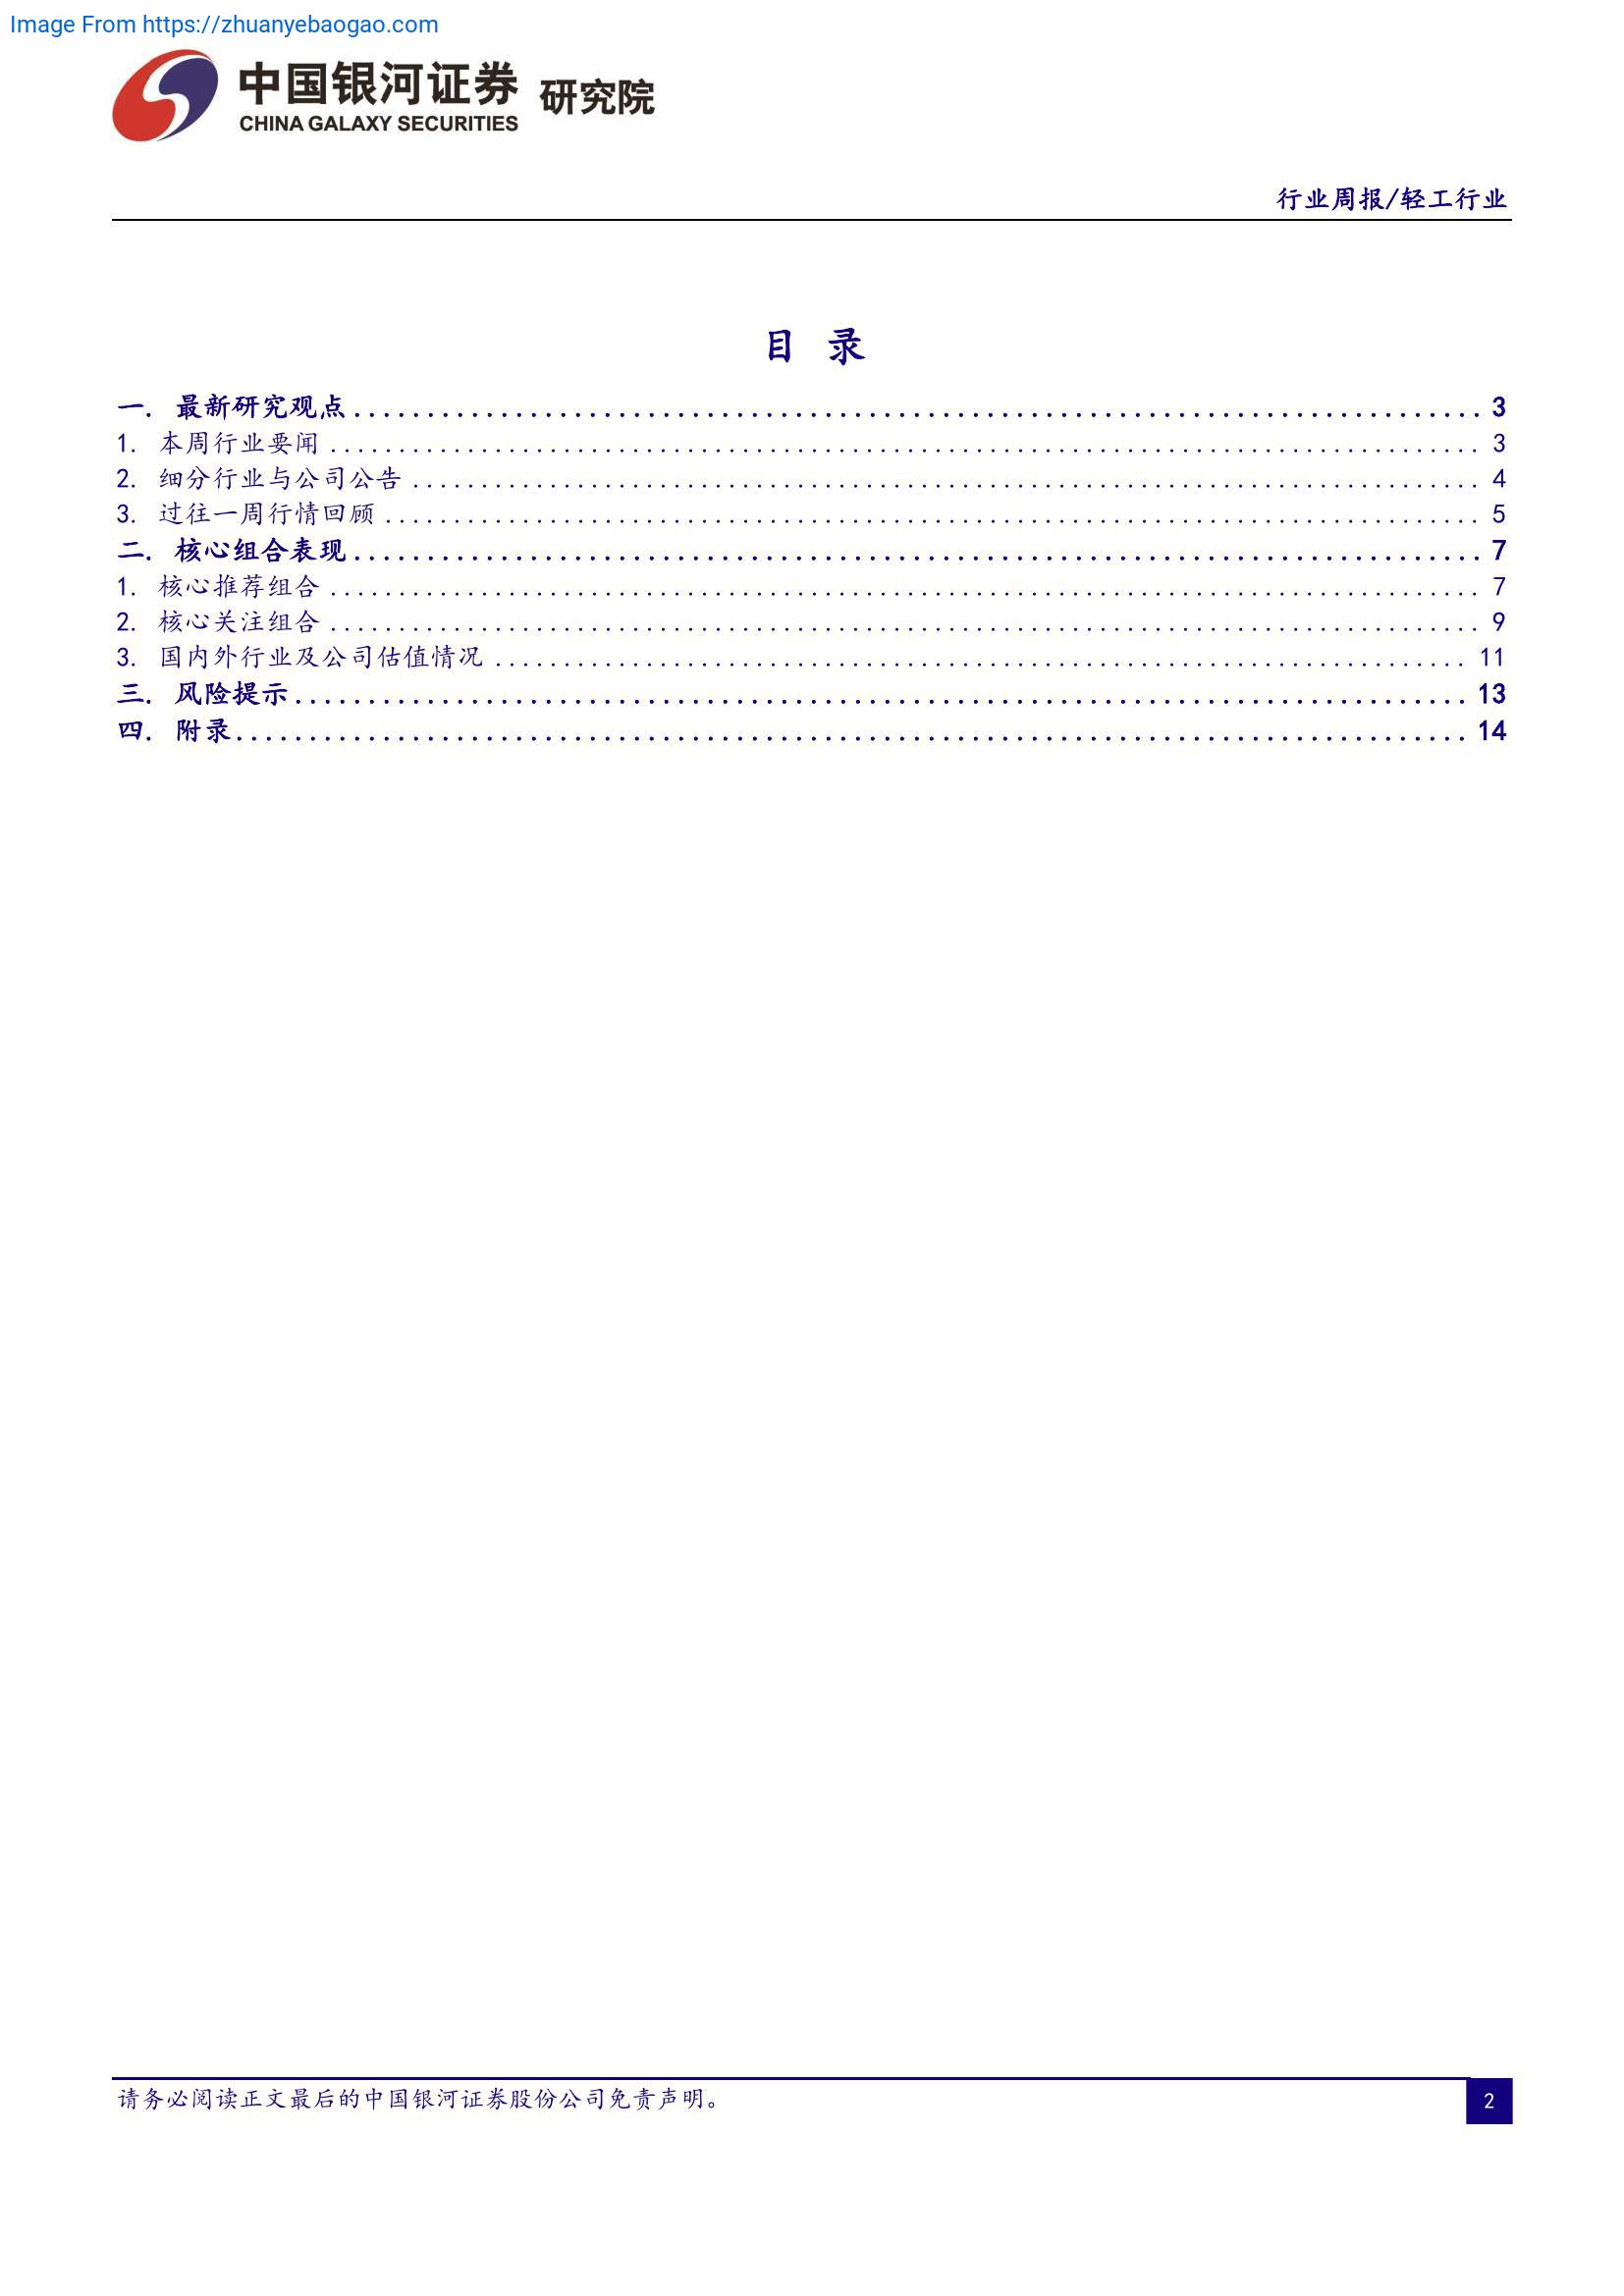 Image From https://zhuanyebaogao.com
中国银河证券 研究院
CHINA GALAXY SECURITIES
行业周报/轻工行业
目 录
一. 最新研究观点................................................................................ 3
1. 本周行业要闻 .................................................................................... 3
2. 细分行业与公司公告 .............................................................................. 4
3. 过往一周行情回顾 ................................................................................ 5
二. 核心组合表现................................................................................ 7
1. 核心推荐组合 .................................................................................... 7
2. 核心关注组合 .................................................................................... 9
3. 国内外行业及公司估值情况 ....................................................................... 11
三. 风险提示................................................................................ 13
四. 附录.................................................................................... 14
请务必阅读正文最后的中国银河证券股份公司免责声明。
2